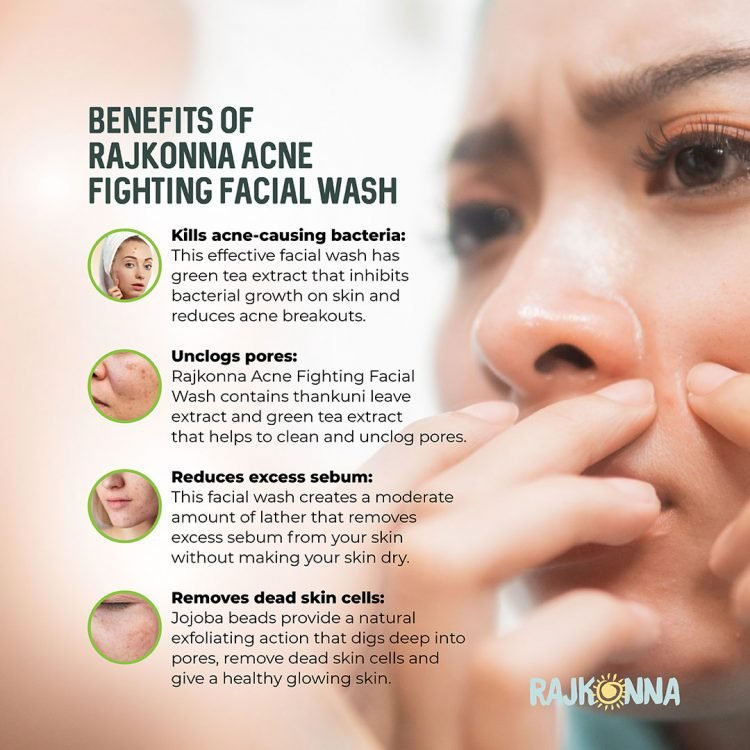 BENEFITS OF
RAJKONNA ACNE
FIGHTING FACIAL WASH
Kills acne-causing bacteria:
This effective facial wash has
green tea extract that inhibits
bacterial growth on skin and
reduces acne breakouts.
Unclogs pores:
Rajkonna Acne Fighting Facial
Wash contains thankuni leave
extract and green tea extract
that helps to clean and unclog pores.
Reduces excess sebum:
This facial wash creates a moderate
amount of lather that removes
excess sebum from your skin
without making your skin dry.
Removes dead skin cells:
Jojoba beads provide a natural
exfoliating action that digs deep into
pores, remove dead skin cells and
give a healthy glowing skin.
RAJKONNA